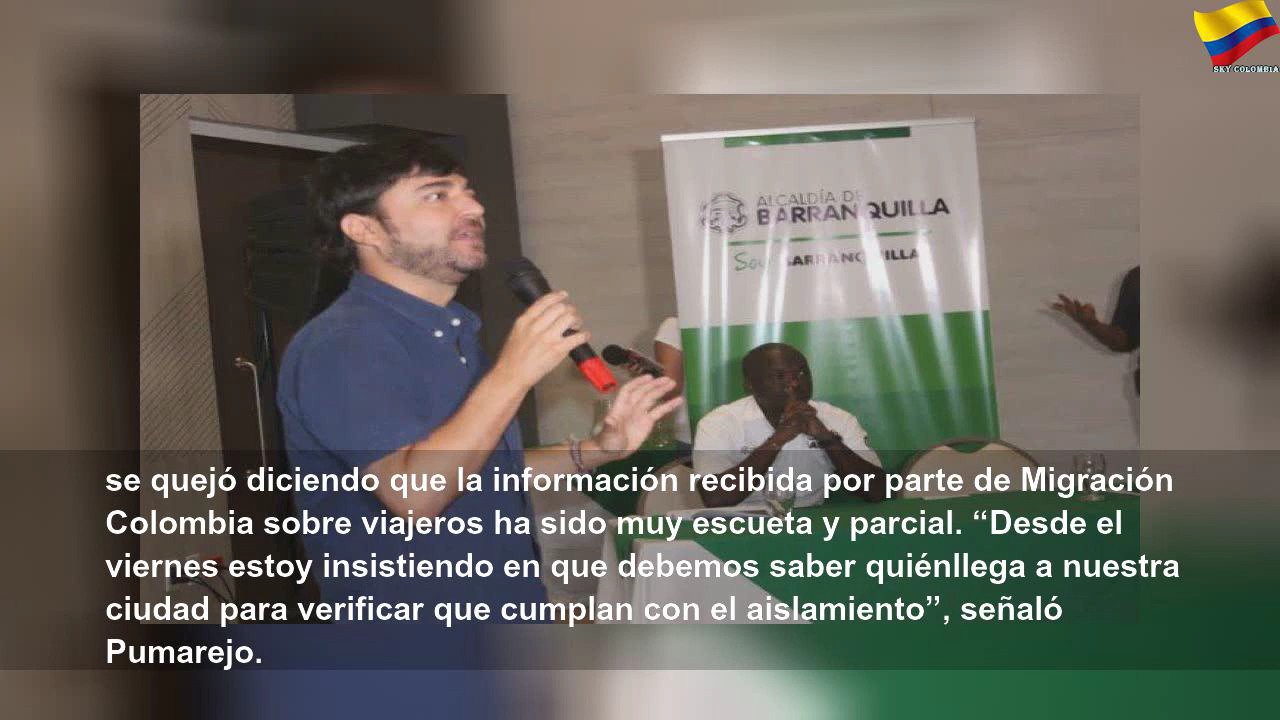 SKY COLOMBIA
ALCALDÍA DE
BARRANQUILLA
Soy BARRANQUILLA
se quejó diciendo que la información recibida por parte de Migración
Colombia sobre viajeros ha sido muy escueta y parcial. “Desde el
viernes estoy insistiendo en que debemos saber quiénllega a nuestra
ciudad para verificar que cumplan con el aislamiento”, señaló
Pumarejo.